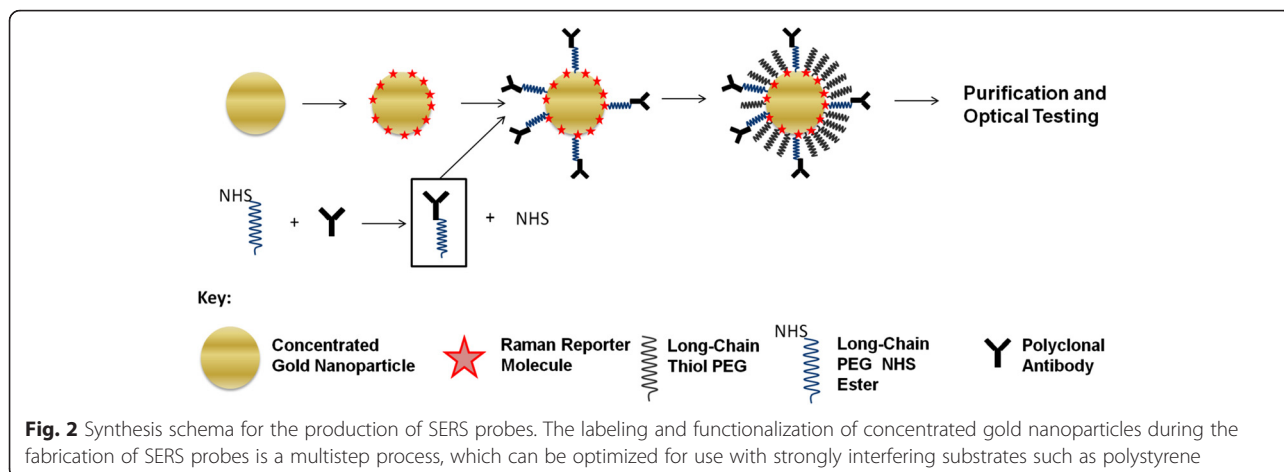 Purification and
Optical Testing
NHS
+
+ NHS
Key:
Concentrated
Gold Nanoparticle
Raman Reporter
Molecule
Long-Chain
Thiol PEG
NHS
Long-Chain
PEG NHS
Ester
Polyclonal
Antibody
Fig. 2 Synthesis schema for the production of SERS probes. The labeling and functionalization of concentrated gold nanoparticles during the
fabrication of SERS probes is a multistep process, which can be optimized for use with strongly interfering substrates such as polystyrene